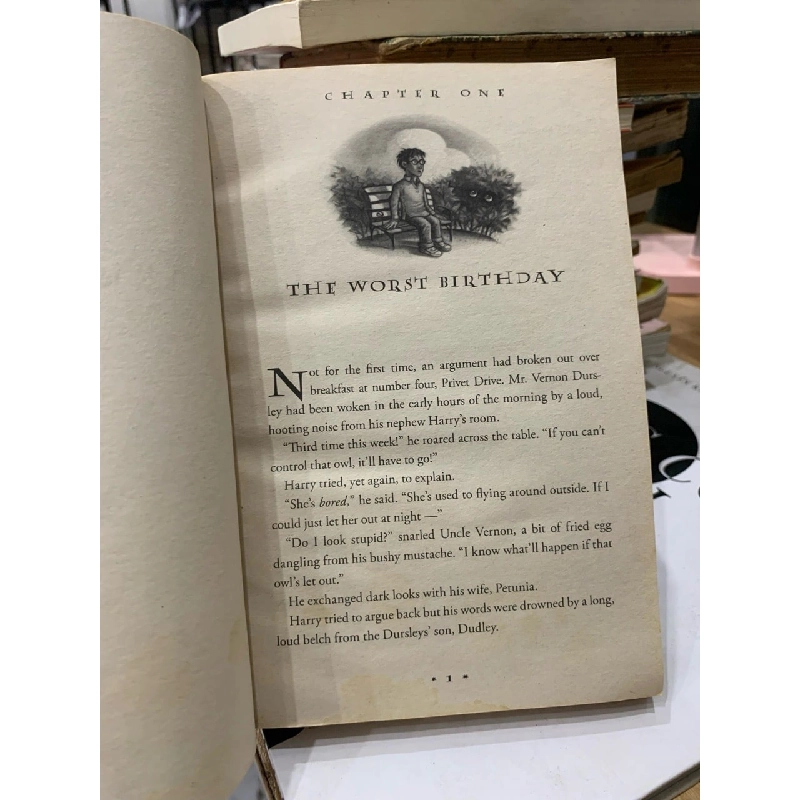 CHAPTER ONE
THE WORST BIRTHDAY
Not for the first time, an argument had broken out over
breakfast at number four, Privet Drive. Mr. Vernon Durs-
ley had been woken in the early hours of the morning by a loud,
hooting noise from his nephew Harry's room.
"Third time this week!" he roared across the table. "If you can't
control that owl, it'll have to go!"
Harry tried, yet again, to explain.
"She's bored," he said. "She's used to flying around outside. If I
could just let her out at night —"
"Do I look stupid?" snarled Uncle Vernon, a bit of fried egg
dangling from his bushy mustache. "I know what'll happen if that
owl's let out."
He exchanged dark looks with his wife, Petunia.
Harry tried to argue back but his words were drowned by a long,
loud belch from the Dursleys' son, Dudley.
* 1 *